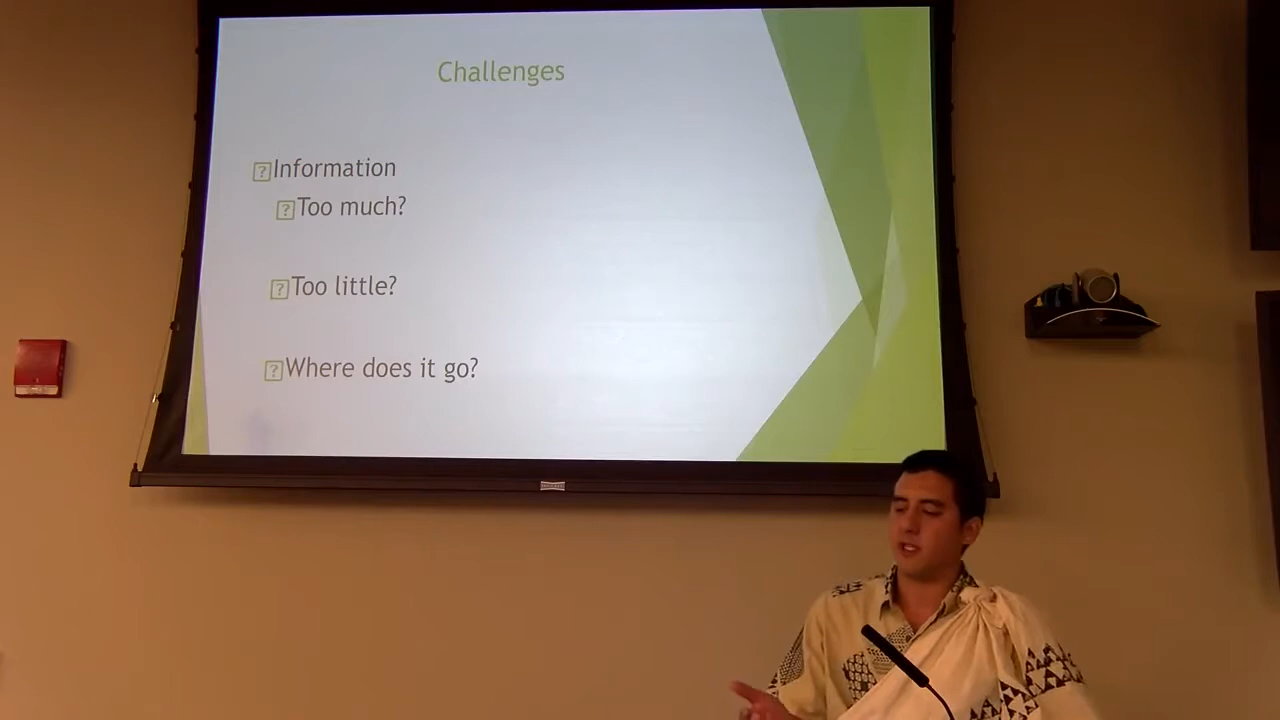 Challenges
Information
Too much?
Too little?
Where does it go?